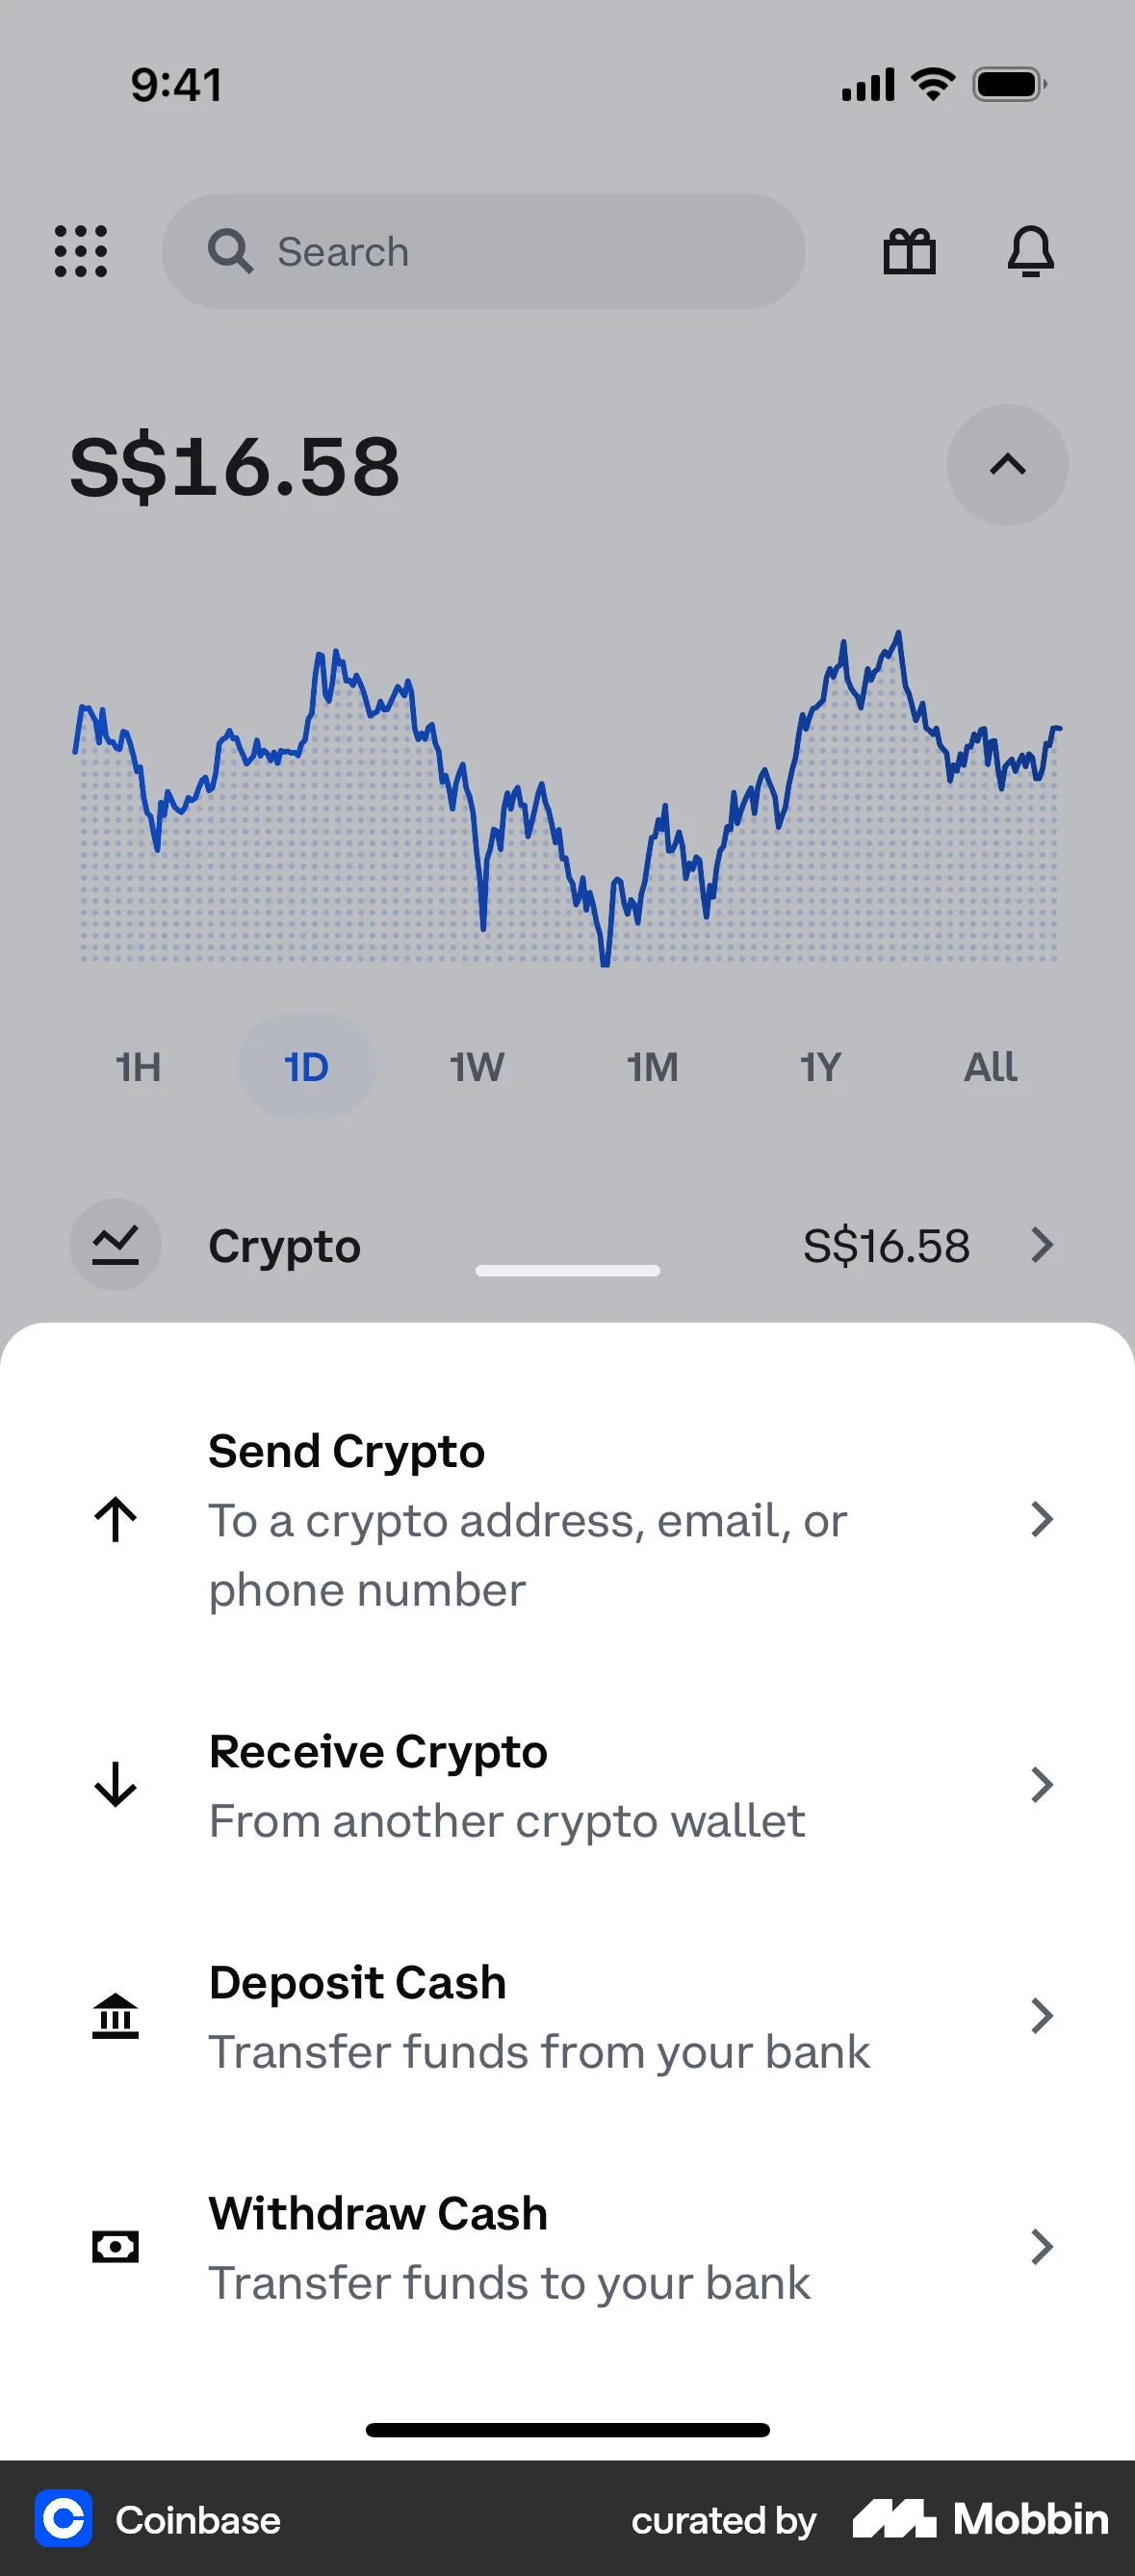 9:41
Search
S$16.58
1H 1D 1W 1M 1Y All
Crypto S$16.58
Send Crypto
To a crypto address, email, or
phone number
Receive Crypto
From another crypto wallet
Deposit Cash
Transfer funds from your bank
Withdraw Cash
Transfer funds to your bank
Coinbase curated by Mobbin